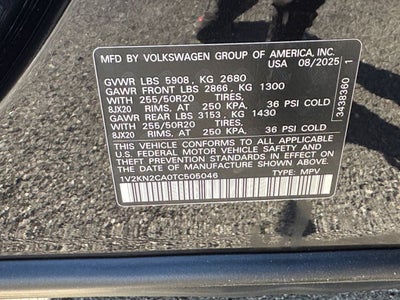 MFD BY VOLKSWAGEN GROUP OF AMERICA, INC.
USA 08/2025
GVWR LBS 5908, KG 2680
GAWR FRONT LBS 2866, KG 1300
WITH 255/50R20 TIRES,
8JX20 RIMS, AT 250 KPA, 36 PSI COLD
GAWR REAR LBS 3153, KG 1430
WITH 255/50R20 TIRES,
8JX20 RIMS, AT 250 KPA, 36 PSI COLD
THIS VEHICLE CONFORMS TO ALL APPLICABLE
U.S. FEDERAL MOTOR VEHICLE SAFETY AND
THEFT PREVENTION STANDARDS IN EFFECT
ON THE DATE OF MANUFACTURE SHOWN ABOVE
1V2KN2CA0TC505046 TYPE: MPV
3438360 1